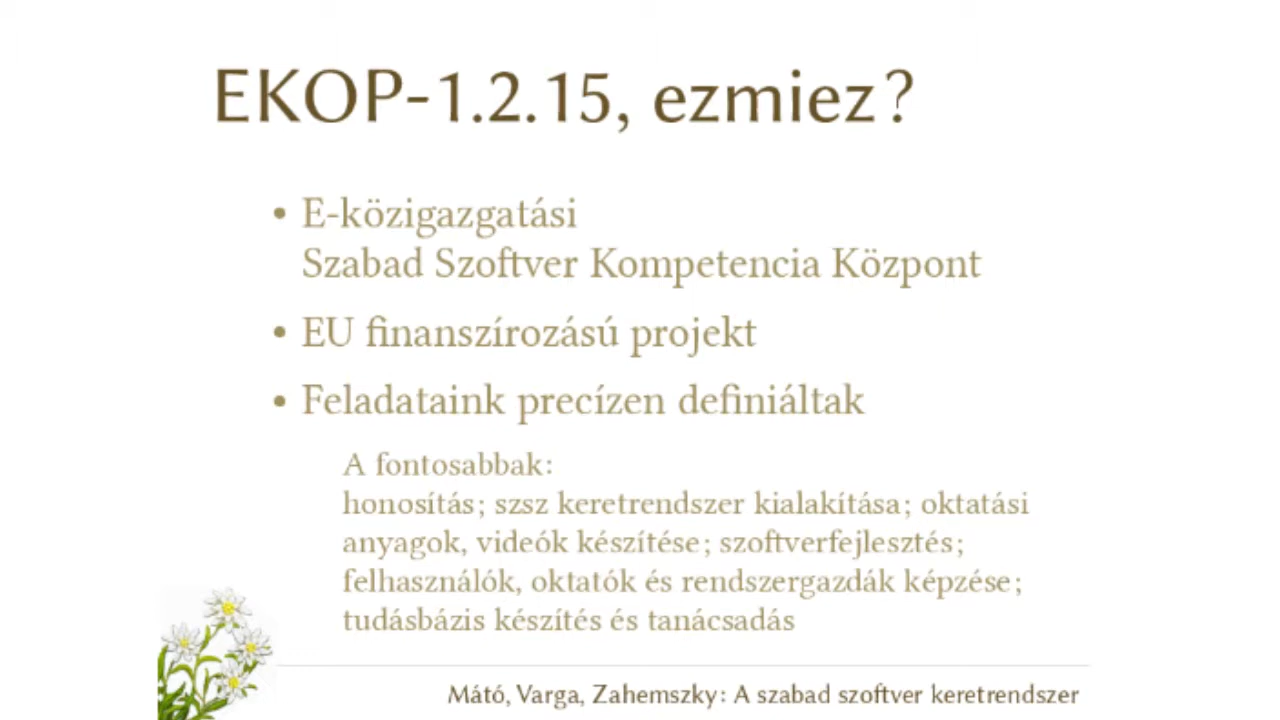 EKOP-1.2.15, ezmiez?
• E-közigazgatási
Szabad Szoftver Kompetencia Központ
• EU finanszírozású projekt
• Feladataink precízen definiáltak
A fontosabbak:
honosítás; szsz keretrendszer kialakítása; oktatási
anyagok, videók készítése; szoftverfejlesztés;
felhasználók, oktatók és rendszergazdák képzése;
tudásbázis készítés és tanácsadás
Mátó, Varga, Zahemszky: A szabad szoftver keretrendszer